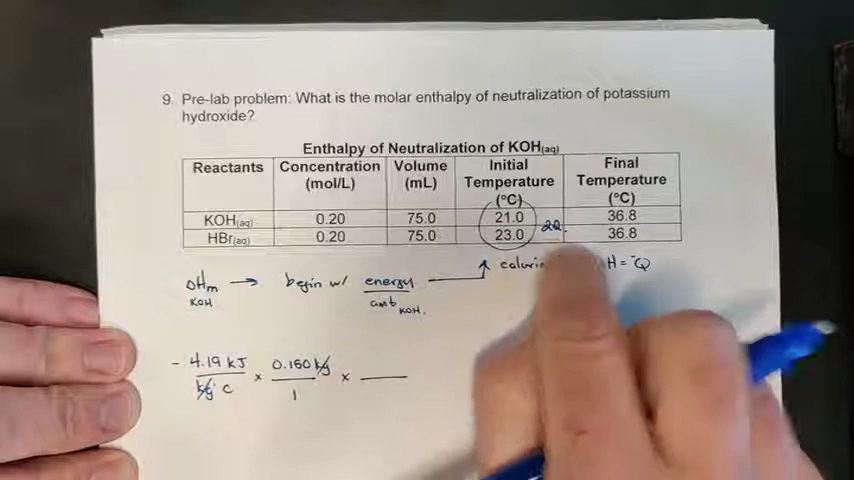 9. Pre-lab problem: What is the molar enthalpy of neutralization of potassium
hydroxide?
Enthalpy of Neutralization of KOH(aq)
Reactants Concentration (mol/L) Volume (mL) Initial Temperature (°C) Final Temperature (°C)
KOH(aq) 0.20 75.0 21.0 36.8
HBr(aq) 0.20 75.0 23.0 36.8
22.
ΔHm KOH → begin w/ energy / amt KOH.
H = -Q
- 4.19 kJ / kg·C × 0.150 kg / 1 ×